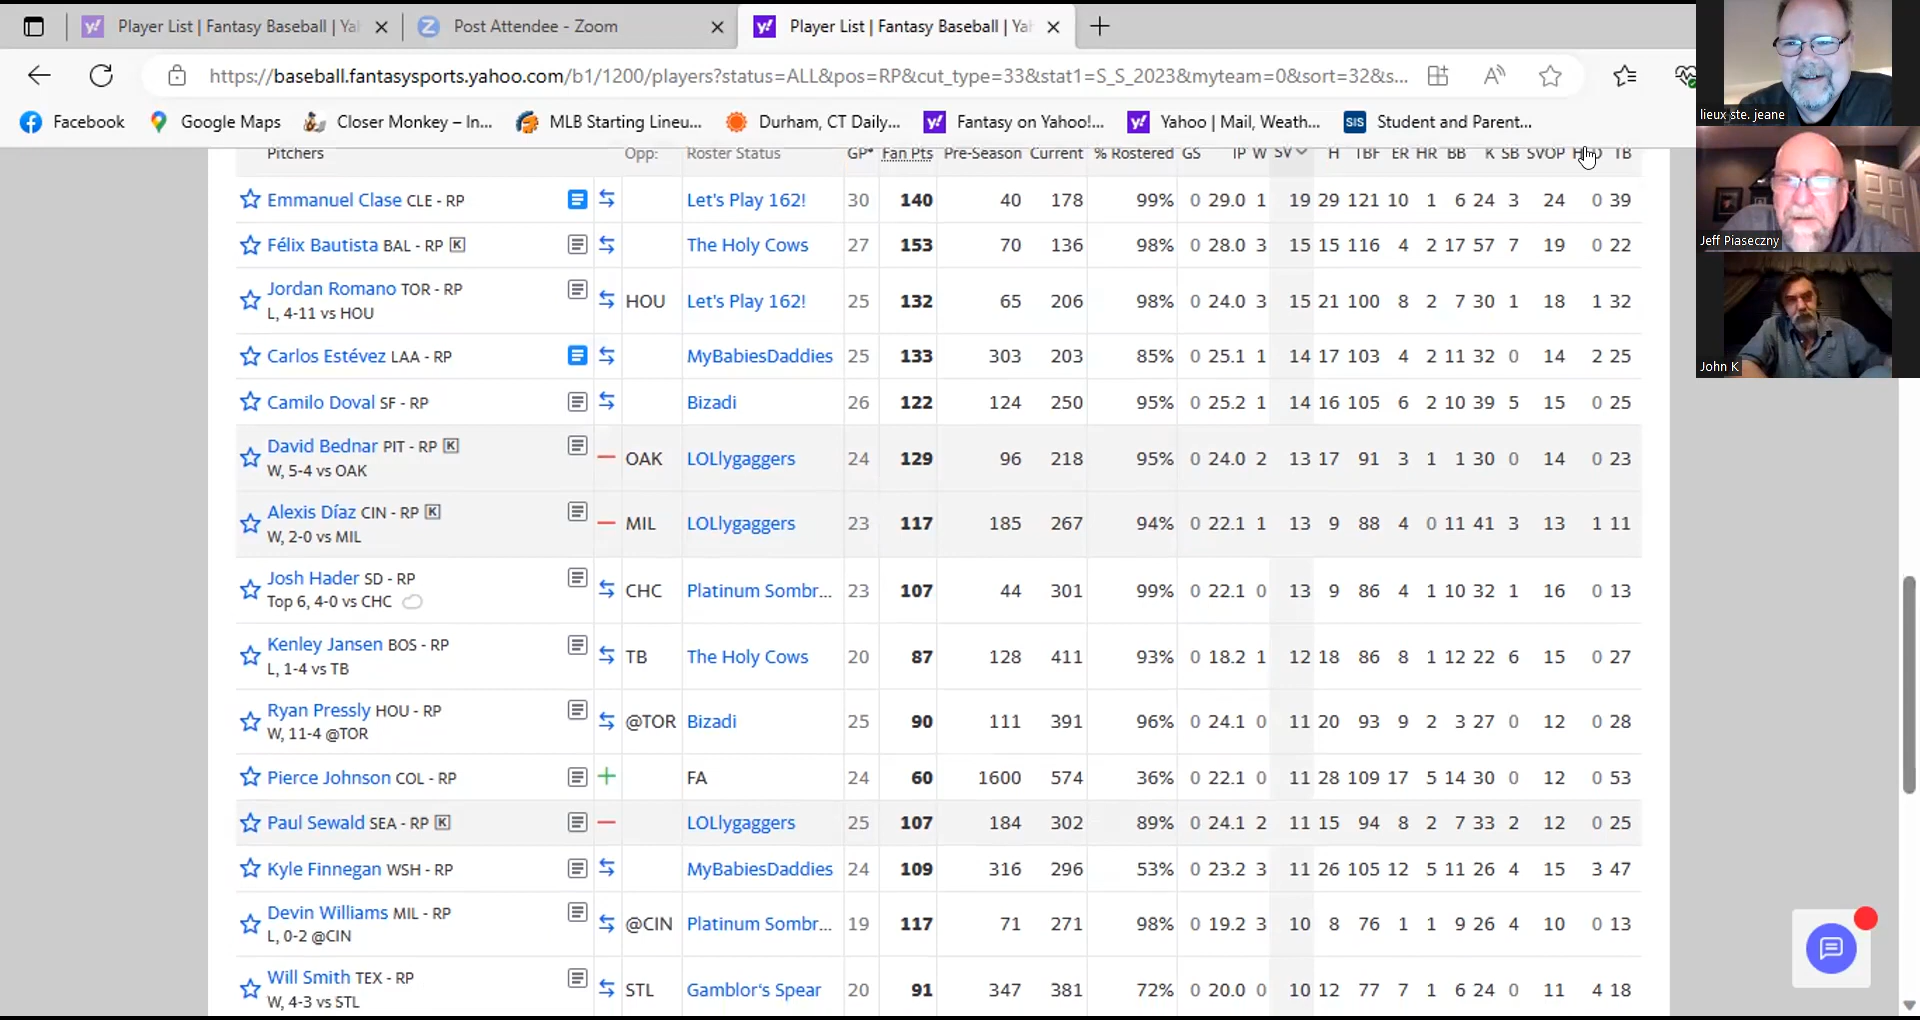 Player List | Fantasy Baseball | Ya
Post Attendee - Zoom
Player List | Fantasy Baseball | Ya
https://baseball.fantasysports.yahoo.com/b1/1200/players?status=ALL&pos=RP&cut_type=33&stat1=S_S_2023&myteam=0&sort=32&s...
Facebook Google Maps Closer Monkey – In... MLB Starting Lineu... Durham, CT Daily... Fantasy on Yahoo!... Yahoo | Mail, Weath... SIS Student and Parent...
lieux ste. jeane
Jeff Piaseczny
John K
Pitchers Opp: Roster Status GP* Fan Pts Pre-Season Current % Rostered GS IP W SV H TBF ER HR BB K SB SVOP TB
Emmanuel Clase CLE - RP Let's Play 162! 30 140 40 178 99% 0 29.0 1 19 29 121 10 1 6 24 3 24 0 39
Félix Bautista BAL - RP K The Holy Cows 27 153 70 136 98% 0 28.0 3 15 15 116 4 2 17 57 7 19 0 22
Jordan Romano TOR - RP HOU Let's Play 162! 25 132 65 206 98% 0 24.0 3 15 21 100 8 2 7 30 1 18 1 32
L, 4-11 vs HOU
Carlos Estévez LAA - RP MyBabiesDaddies 25 133 303 203 85% 0 25.1 1 14 17 103 4 2 11 32 0 14 2 25
Camilo Doval SF - RP Bizadi 26 122 124 250 95% 0 25.2 1 14 16 105 6 2 10 39 5 15 0 25
David Bednar PIT - RP K OAK LOLlygaggers 24 129 96 218 95% 0 24.0 2 13 17 91 3 1 1 30 0 14 0 23
W, 5-4 vs OAK
Alexis Díaz CIN - RP K MIL LOLlygaggers 23 117 185 267 94% 0 22.1 1 13 9 88 4 0 11 41 3 13 1 11
W, 2-0 vs MIL
Josh Hader SD - RP CHC Platinum Sombr... 23 107 44 301 99% 0 22.1 0 13 9 86 4 1 10 32 1 16 0 13
Top 6, 4-0 vs CHC
Kenley Jansen BOS - RP TB The Holy Cows 20 87 128 411 93% 0 18.2 1 12 18 86 8 1 12 22 6 15 0 27
L, 1-4 vs TB
Ryan Pressly HOU - RP @TOR Bizadi 25 90 111 391 96% 0 24.1 0 11 20 93 9 2 3 27 0 12 0 28
W, 11-4 @TOR
Pierce Johnson COL - RP FA 24 60 1600 574 36% 0 22.1 0 11 28 109 17 5 14 30 0 12 0 53
Paul Sewald SEA - RP K LOLlygaggers 25 107 184 302 89% 0 24.1 2 11 15 94 8 2 7 33 2 12 0 25
Kyle Finnegan WSH - RP MyBabiesDaddies 24 109 316 296 53% 0 23.2 3 11 26 105 12 5 11 26 4 15 3 47
Devin Williams MIL - RP @CIN Platinum Sombr... 19 117 71 271 98% 0 19.2 3 10 8 76 1 1 9 26 4 10 0 13
L, 0-2 @CIN
Will Smith TEX - RP STL Gamblor's Spear 20 91 347 381 72% 0 20.0 0 10 12 77 7 1 6 24 0 11 4 18
W, 4-3 vs STL